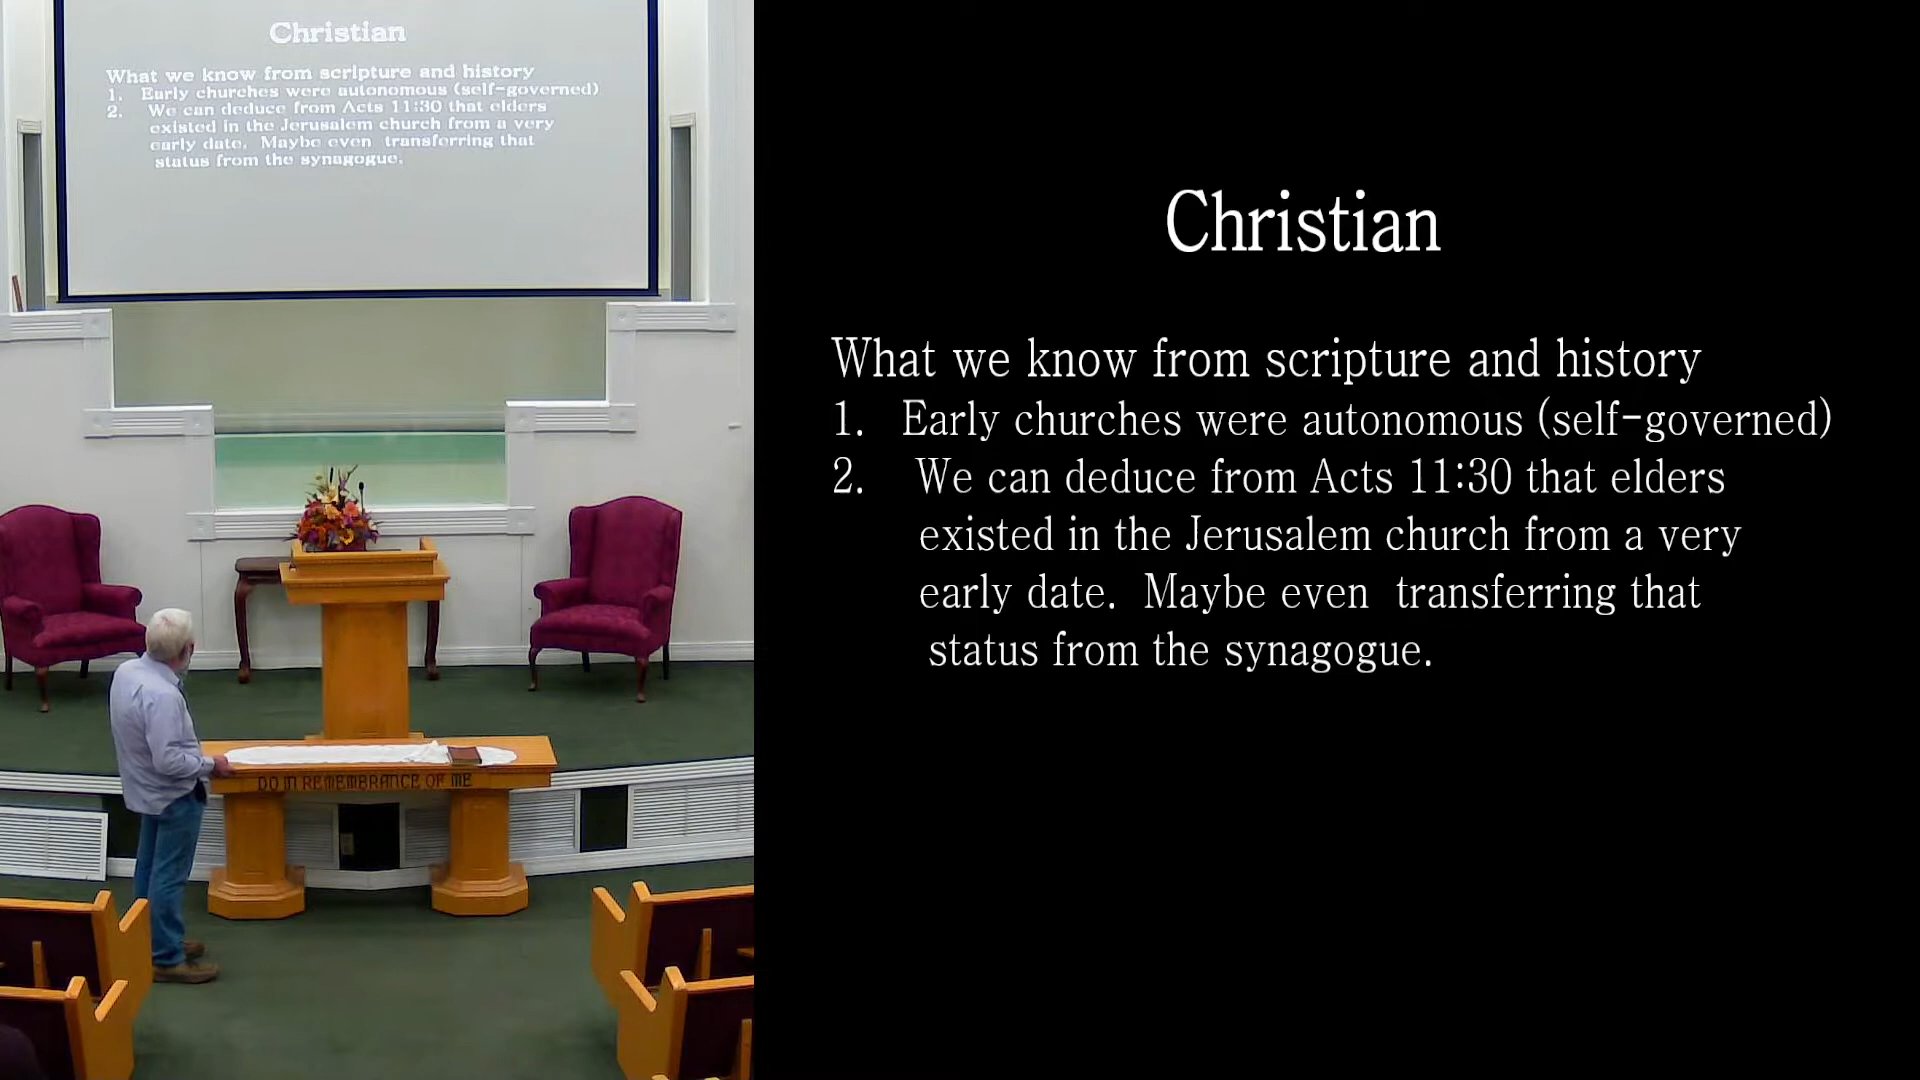 Christian
What we know from scripture and history
1. Early churches were autonomous (self-governed)
2. We can deduce from Acts 11:30 that elders
existed in the Jerusalem church from a very
early date. Maybe even transferring that
status from the synagogue.
DO IN REMEMBRANCE OF ME
Christian
What we know from scripture and history
1. Early churches were autonomous (self-governed)
2. We can deduce from Acts 11:30 that elders
existed in the Jerusalem church from a very
early date. Maybe even transferring that
status from the synagogue.